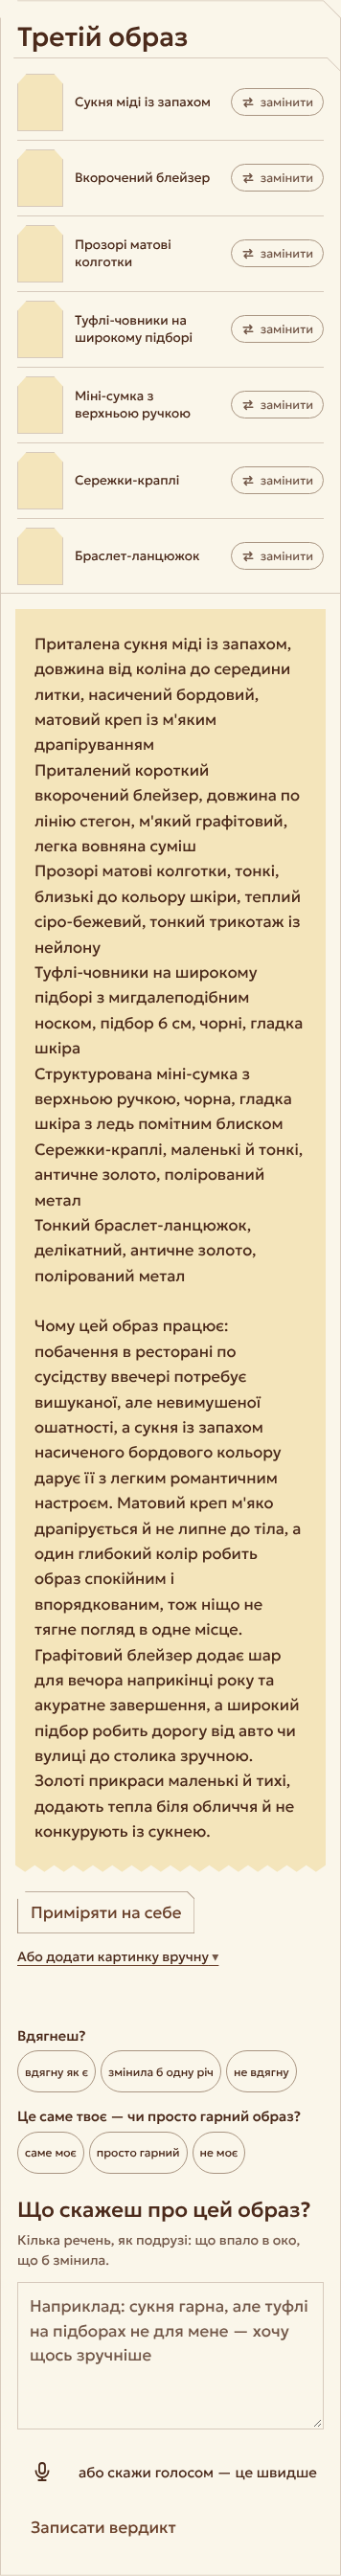 Третій образ
Сукня міді із запахом
⇄ замінити
Вкорочений блейзер
⇄ замінити
Прозорі матові
колготки
⇄ замінити
Туфлі-човники на
широкому підборі
⇄ замінити
Міні-сумка з
верхньою ручкою
⇄ замінити
Сережки-краплі
⇄ замінити
Браслет-ланцюжок
⇄ замінити
Приталена сукня міді із запахом,
довжина від коліна до середини
литки, насичений бордовий,
матовий креп із м'яким
драпіруванням
Приталений короткий
вкорочений блейзер, довжина по
лінію стегон, м'який графітовий,
легка вовняна суміш
Прозорі матові колготки, тонкі,
близькі до кольору шкіри, теплий
сіро-бежевий, тонкий трикотаж із
нейлону
Туфлі-човники на широкому
підборі з мигдалеподібним
носком, підбор 6 см, чорні, гладка
шкіра
Структурована міні-сумка з
верхньою ручкою, чорна, гладка
шкіра з ледь помітним блиском
Сережки-краплі, маленькі й тонкі,
античне золото, полірований
метал
Тонкий браслет-ланцюжок,
делікатний, античне золото,
полірований метал
Чому цей образ працює:
побачення в ресторані по
сусідству ввечері потребує
вишуканої, але невимушеної
ошатності, а сукня із запахом
насиченого бордового кольору
дарує її з легким романтичним
настроєм. Матовий креп м'яко
драпірується й не липне до тіла, а
один глибокий колір робить
образ спокійним і
впорядкованим, тож ніщо не
тягне погляд в одне місце.
Графітовий блейзер додає шар
для вечора наприкінці року та
акуратне завершення, а широкий
підбор робить дорогу від авто чи
вулиці до столика зручною.
Золоті прикраси маленькі й тихі,
додають тепла біля обличчя й не
конкурують із сукнею.
Приміряти на себе
Або додати картинку вручну ▾
Вдягнеш?
вдягну як є
змінила б одну річ
не вдягну
Це саме твоє — чи просто гарний образ?
саме моє
просто гарний
не моє
Що скажеш про цей образ?
Кілька речень, як подрузі: що впало в око,
що б змінила.
Наприклад: сукня гарна, але туфлі
на підборах не для мене — хочу
щось зручніше
або скажи голосом — це швидше
Записати вердикт